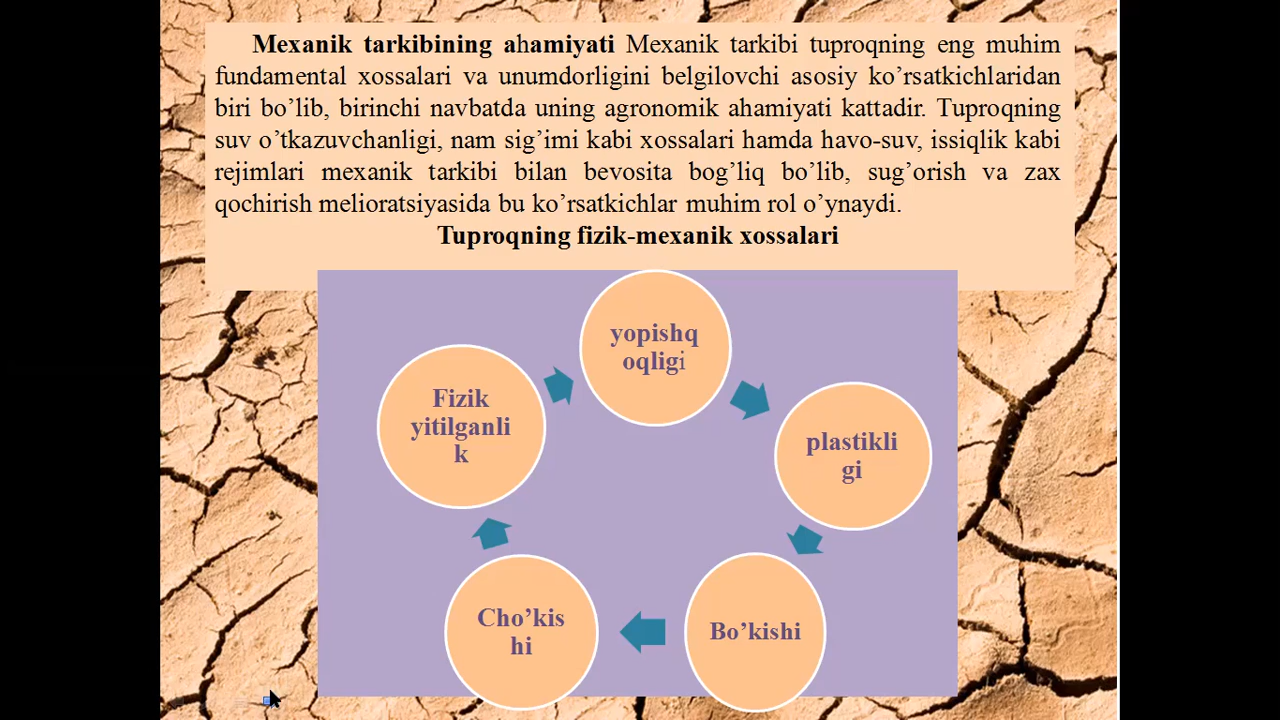 Mexanik tarkibining ahamiyati Mexanik tarkibi tuproqning eng muhim
fundamental xossalari va unumdorligini belgilovchi asosiy ko’rsatkichlaridan
biri bo’lib, birinchi navbatda uning agronomik ahamiyati kattadir. Tuproqning
suv o’tkazuvchanligi, nam sig’imi kabi xossalari hamda havo-suv, issiqlik kabi
rejimlari mexanik tarkibi bilan bevosita bog’liq bo’lib, sug’orish va zax
qochirish melioratsiyasida bu ko’rsatkichlar muhim rol o’ynaydi.
Tuproqning fizik-mexanik xossalari
yopishq
oqligi
plastikli
gi
Bo’kishi
Cho’kis
hi
Fizik
yitilganli
k